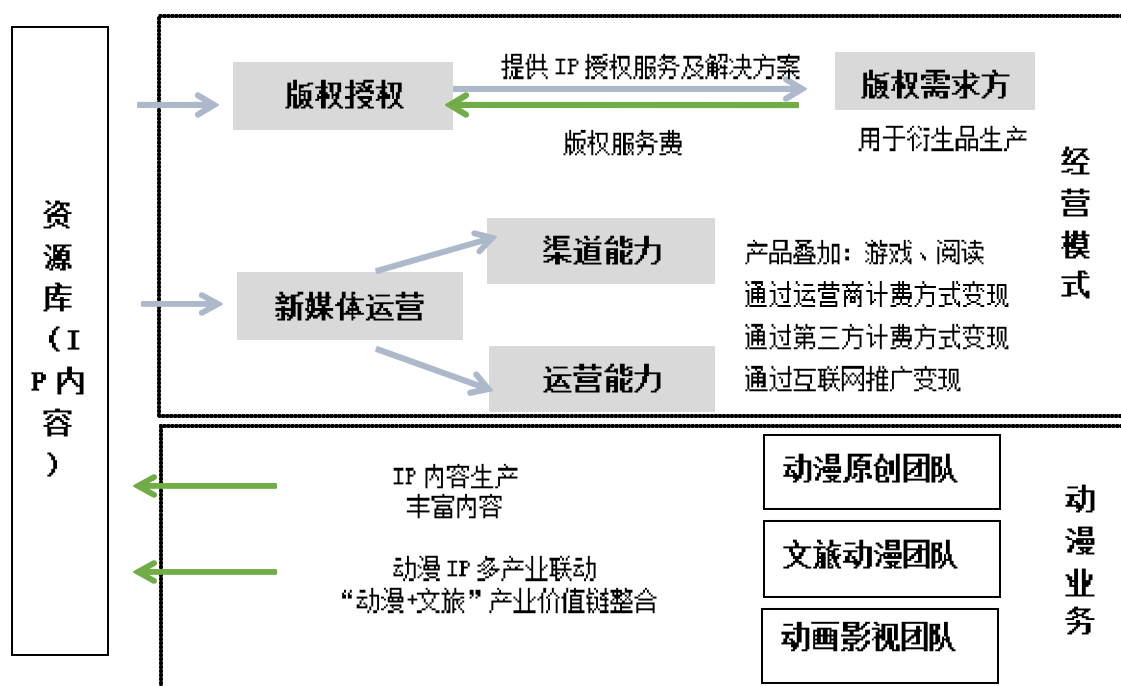 资
源
库
（I
P内
容
）
版权授权
提供 IP 授权服务及解决方案
版权服务费
版权需求方
用于衍生品生产
新媒体运营
渠道能力
运营能力
产品叠加：游戏、阅读
通过运营商计费方式变现
通过第三方计费方式变现
通过互联网推广变现
经
营
模
式
IP 内容生产
丰富内容
动漫 IP 多产业联动
“动漫+文旅”产业价值链整合
动漫原创团队
文旅动漫团队
动画影视团队
动
漫
业
务